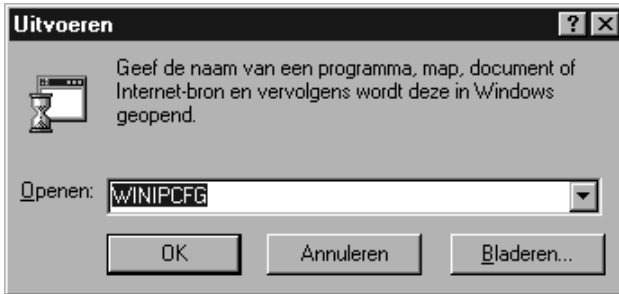 Uitvoeren
Geef de naam van een programma, map, document of
Internet-bron en vervolgens wordt deze in Windows
geopend.
Openen: WINIPCFG
OK Annuleren Bladeren...